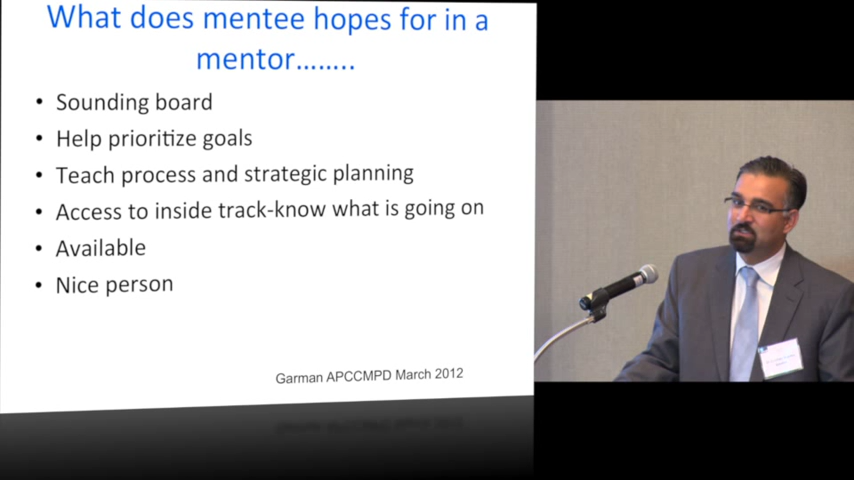 What does mentee hopes for in a
mentor........
• Sounding board
• Help prioritize goals
• Teach process and strategic planning
• Access to inside track-know what is going on
• Available
• Nice person
Garman APCCMPD March 2012